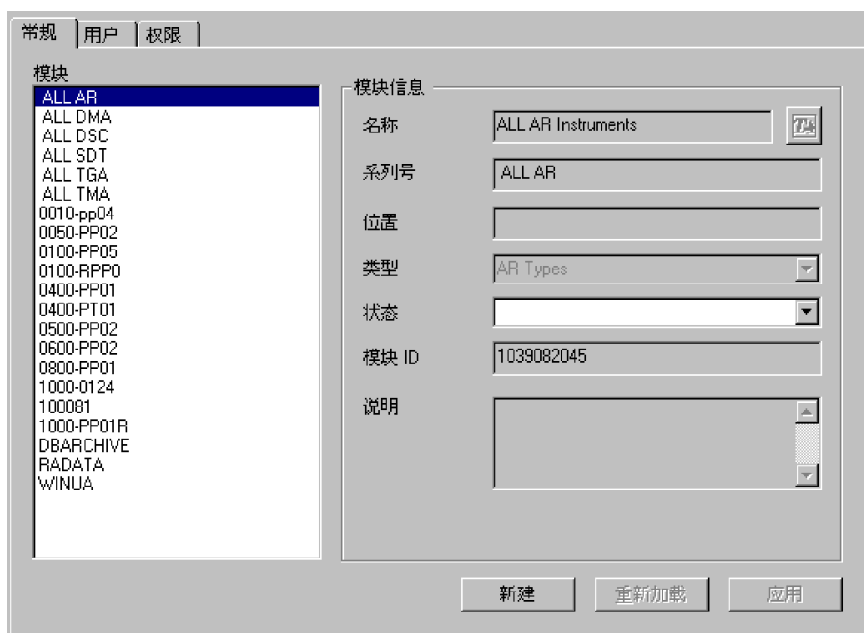 常规 用户 权限
模块
ALL AR
ALL DMA
ALL DSC
ALL SDT
ALL TGA
ALL TMA
0010-pp04
0050-PP02
0100-PP05
0100-RPP0
0400-PP01
0400-PT01
0500-PP02
0600-PP02
0800-PP01
1000-0124
100081
1000-PP01R
DBARCHIVE
RADATA
WINUA
模块信息
名称 ALL AR Instruments
系列号 ALL AR
位置
类型 AR Types
状态
模块 ID 1039082045
说明
新建 重新加载 应用